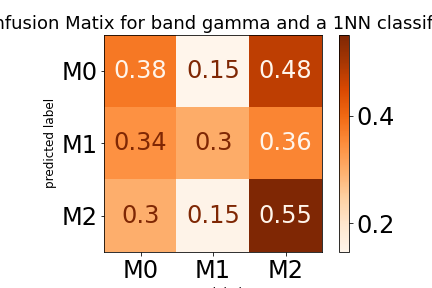 nfusion Matix for band gamma and a 1NN classif
predicted label
M0 0.38 0.15 0.48
M1 0.34 0.3 0.36
M2 0.3 0.15 0.55
M0 M1 M2
0.4
0.2